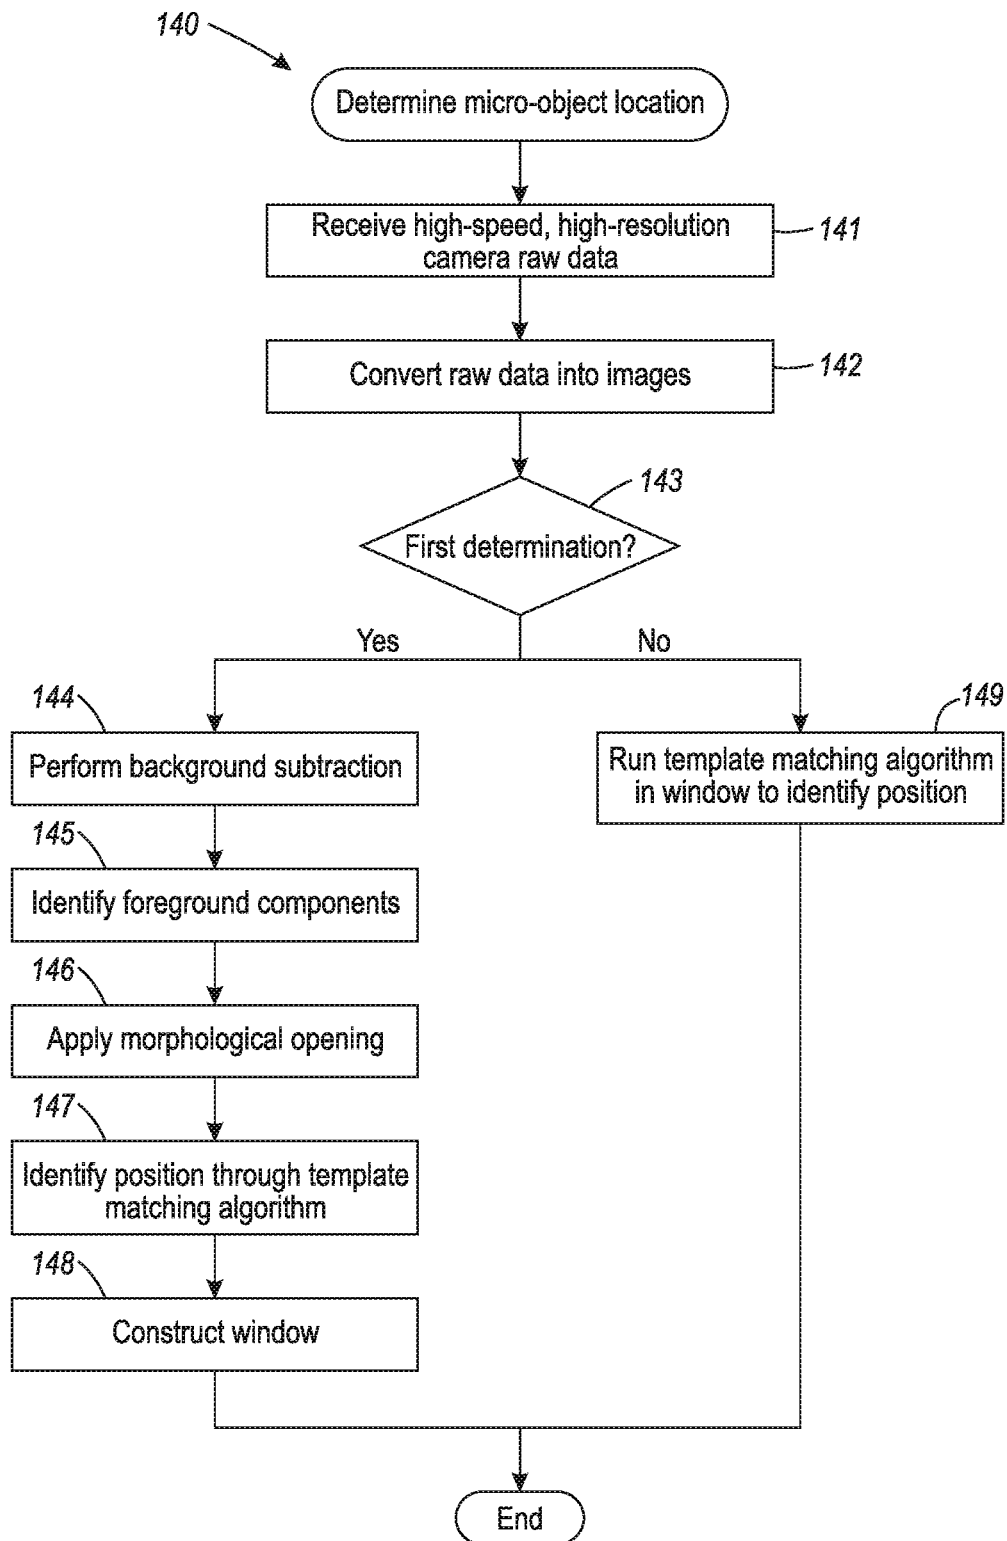 140
Determine micro-object location
Receive high-speed, high-resolution
camera raw data
141
Convert raw data into images
142
143
First determination?
Yes
No
144
Perform background subtraction
149
Run template matching algorithm
in window to identify position
145
Identify foreground components
146
Apply morphological opening
147
Identify position through template
matching algorithm
148
Construct window
End